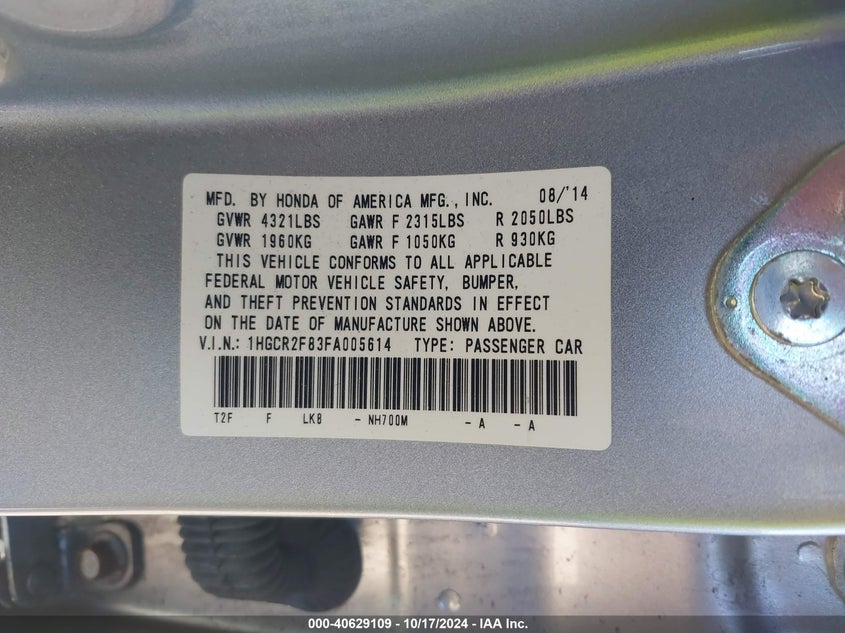 MFD. BY HONDA OF AMERICA MFG., INC. 08/'14
GVWR 4321LBS GAWR F 2315LBS R 2050LBS
GVWR 1960KG GAWR F 1050KG R 930KG
THIS VEHICLE CONFORMS TO ALL APPLICABLE
FEDERAL MOTOR VEHICLE SAFETY, BUMPER,
AND THEFT PREVENTION STANDARDS IN EFFECT
ON THE DATE OF MANUFACTURE SHOWN ABOVE.
V.I.N.: 1HGCR2F83FA005614 TYPE: PASSENGER CAR
T2F F LK8 - NH700M - A - A
000-40629109 - 10/17/2024 - IAA Inc.